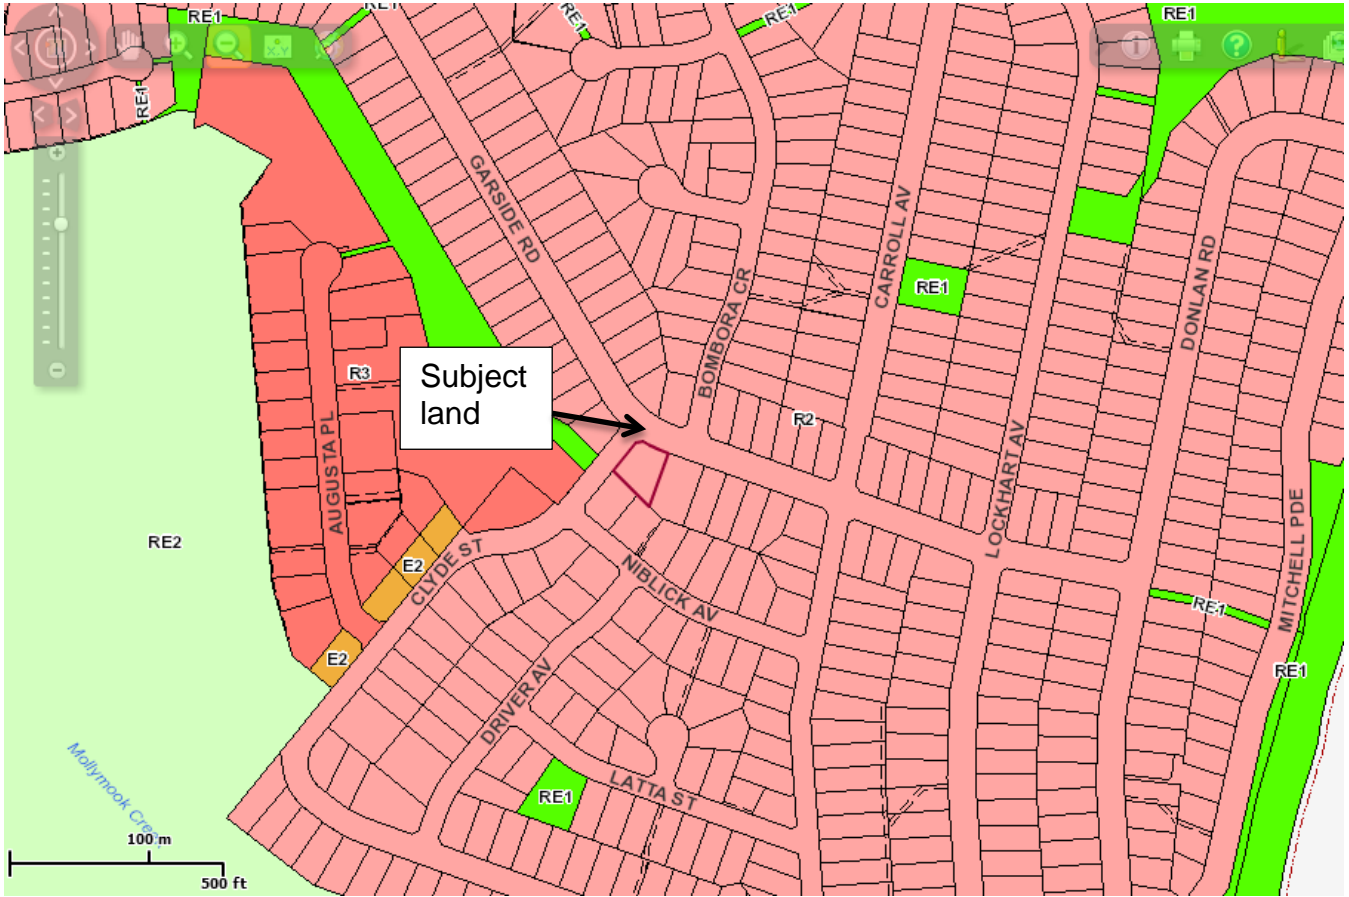 RE1
RE1
RE1
RE1
RE1
X,Y
i
?
RE1
GARSIDE RD
BOMBORA CR
CARROLL AV
RE1
DONLAN RD
R3
Subject
land
R2
AUGUSTA PL
LOCKHART AV
MITCHELL PDE
RE2
E2
CLYDE ST
NIBLICK AV
RE1
E2
RE1
DRIVER AV
Mollymook Creek
RE1
LATTA ST
100 m
500 ft